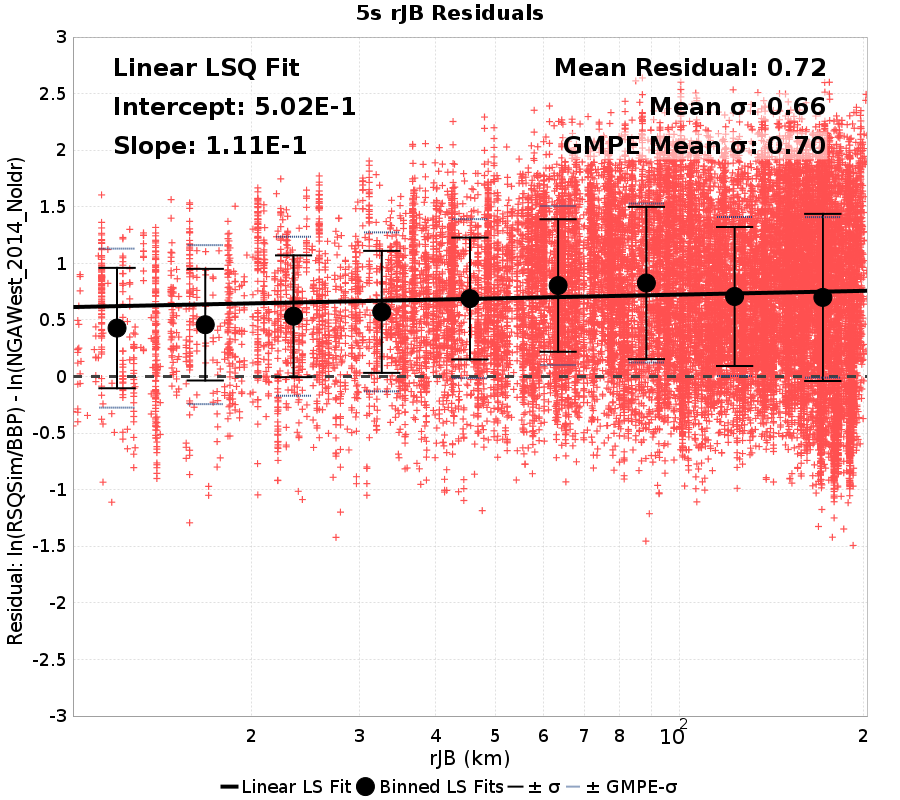 5s rJB Residuals
Linear LSQ Fit
Intercept: 5.02E-1
Slope: 1.11E-1
Mean Residual: 0.72
Mean σ: 0.66
GMPE Mean σ: 0.70
Residual: ln(RSQSim/BBP) - ln(NGAWest_2014_NoIdr)
3
2.5
2
1.5
1
0.5
0
-0.5
-1
-1.5
-2
-2.5
-3
2 3 4 5 6 7 8 10² 2
rJB (km)
Linear LS Fit Binned LS Fits ± σ ± GMPE-σ